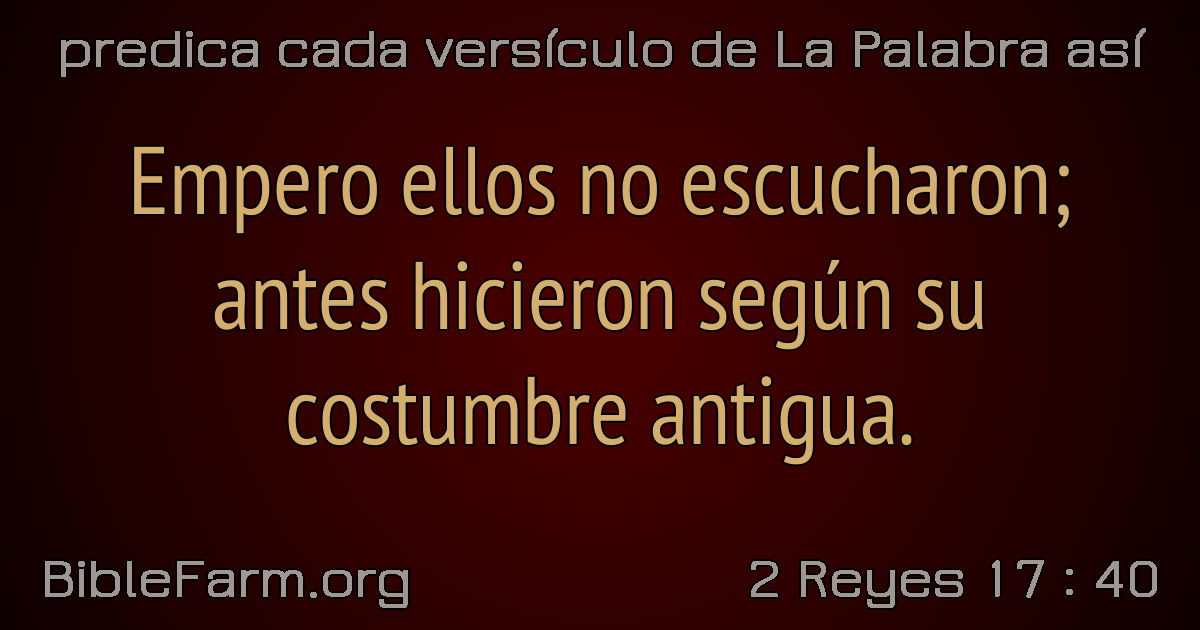 predica cada versículo de La Palabra así
Empero ellos no escucharon;
antes hicieron según su
costumbre antigua.
BibleFarm.org
2 Reyes 17 : 40